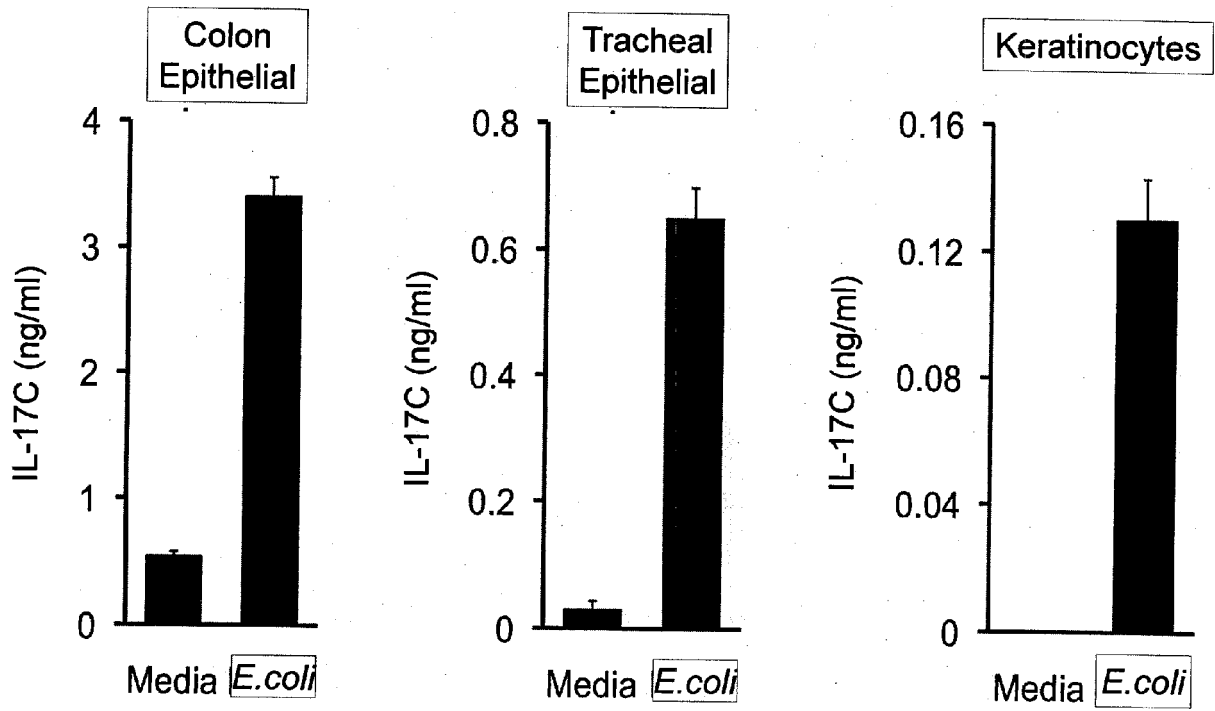 Colon
Epithelial
4
3
2
1
0
IL-17C (ng/ml)
Media E.coli
Tracheal
Epithelial
0.8
0.6
0.4
0.2
0
IL-17C (ng/ml)
Media E.coli
Keratinocytes
0.16
0.12
0.08
0.04
0
IL-17C (ng/ml)
Media E.coli